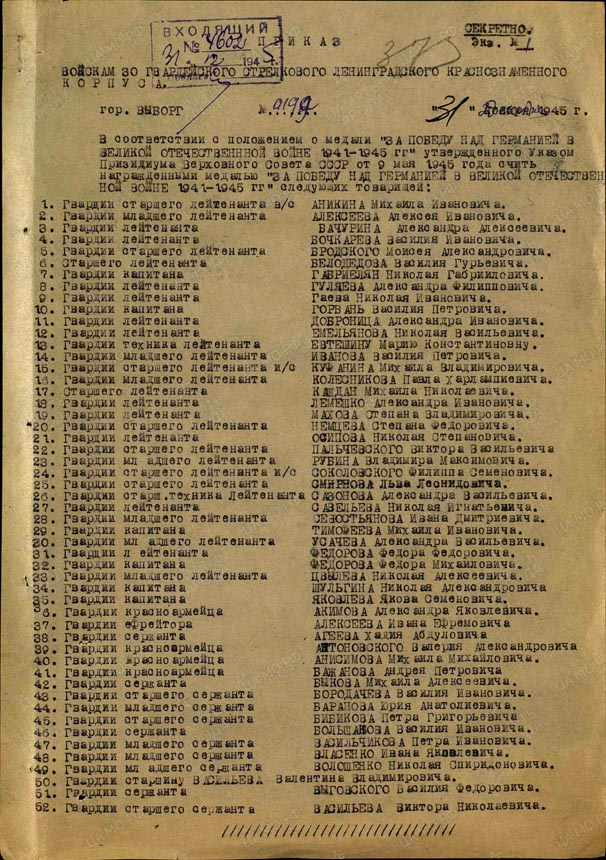 СЕКРЕТНО.
Экз. № 1
ВХОДЯЩИЙ
№ 4602
31 12 1945 г.
ПРИКАЗ
ВОЙСКАМ 30 ГВАРДЕЙСКОГО СТРЕЛКОВОГО ЛЕНИНГРАДСКОГО КРАСНОЗНАМЕННОГО
КОРПУСА.
гор. ВЫБОРГ № "31" декабря 1945 г.
В соответствии с положением о медали "ЗА ПОБЕДУ НАД ГЕРМАНИЕЙ В
ВЕЛИКОЙ ОТЕЧЕСТВЕНННОЙ ВОЙНЕ 1941-1945 гг" утвержденного Указом
Призидиума Верховного Совета СССР от 9 мая 1945 года счить
награжденными медалью "ЗА ПОБЕДУ НАД ГЕРМАНИЕЙ В ВЕЛИКОЙ ОТЕЧЕСТВЕН
НОЙ ВОЙНЕ 1941-1945 гг" следующих товарищей:
1. Гвардии старшего лейтенанта в/с АНИКИНА Михаила Ивановича.
2. Гвардии младшего лейтенанта АЛЕКСЕЕВА Алексея Ивановича.
3. Гвардии лейтенанта БАЧУРИНА Александра Алексеевича.
4. Гвардии лейтенанта БОЧКАРЕВА Василия Ивановича.
5. Гвардии старшего лейтенанта БРОДСКОГО Моисея Александровича.
6. Старшего лейтенанта БЕЛОДЕДОВА Василия Гурьевича.
7. Гвардии капитана ГАБРИЕЛЯН Николая Габриловича.
8. Гвардии лейтенанта ГУЛЯЕВА Александра Филипповича.
9. Гвардии лейтенанта Гаева Николая Ивановича.
10. Гвардии капитана ГОРВАНЬ Василия Петровича.
11. Гвардии лейтенанта ДОБРОНИЦА Александра Ивановича.
12. Гвардии лейтенанта ЕМЕЛЬЯНОВА Николая Васильевича.
13. Гвардии техника лейтенанта ЕВТЕШИНУ Марию Константиновну.
14. Гвардии младшего лейтенанта ИВАНОВА Василия Петровича.
15. Гвардии старшего лейтенанта и/с КУФАНИНА Михаила Владимировича.
16. Гвардии младшего лейтенанта КОЛЕСНИКОВА Павла Харлампиевича.
17. Старшего лейтенанта КАЖДАН Михаила Николаевича.
18. Гвардии лейтенанта ЛЕМЕШКО Александра Ивановича.
19. Гвардии лейтенанта МАХОВА Степана Владимировича.
20. Гвардии старшего лейтенанта НЕМЦЕВА Степана Федоровича.
21. Гвардии лейтенанта ОСИПОВА Николая Степановича.
22. Гвардии старшего лейтенанта ПАЛЬЧЕВСКОГО Виктора Васильевича
23. Гвардии мл адшего лейтенанта РУБИНА Владимира Максимовича.
24. Гвардии старшего лейтенанта и/с СОКОЛОВСКОГО Филиппа Семеновича.
25. Гвардии старшего лейтенанта СМИРНОВА Льва Леонидовича.
26. Гвардии старш.техника Лейтенанта САЗОНОВА Александра Васильевича.
27. Гвардии лейтенанта САВЕЛЬЕВА Николая Игнатьевича.
28. Гвардии младшего лейтенанта СЕВОСТЬЯНОВА Ивана Дмитриевича.
29. Гвардии капитана ТИМОФЕЕВА Михаила Ивановича.
30. Гвардии мл адшего лейтенанта УСАЧЕВА Александра Васильевича.
31. Гвардии л ейтенанта ФЕДОРОВА Федора Федоровича.
32. Гвардии капитана ФЕДОРОВА Федора Михайловича.
33. Гвардии младшего лейтенанта ЦВЫЛЕВА Николая Алексеевича.
34. Гвардии капитана ШУЛЬГИНА Николая Александровича
35. Гвардии капитана ЯКОВЛЕВА Якова Семеновича.
36. Гвардии красноармейца АКИМОВА Александра Яковлевича.
37. Гвардии ефрейтора АЛЕКСЕЕВА Ивана Ефремовича
38. Гвардии сержанта АГЕЕВА Хадия Абдуловича
39. Гвардии красноармейца АНТОНОВСКОГО Валерия Александровича
40. Гвардии красноармейца АНИСИМОВА Михаила Михайловича.
41. Гвардии красноармейца БАЖАНОВА Андрея Петровича
42. Гвардии сержанта БЫКОВА Михаила Алексеевича.
43. Гвардии старшего сержанта БОРОДАЧЕВА Василия Ивановича.
44. Гвардии младшего сержанта БАРАНОВА Юрия Анатолиевича.
45. Гвардии старшего сержанта БИБИКОВА Петра Григорьевича
46. Гвардии сержанта БОЛЬШАКОВА Василия Ивановича.
47. Гвардии младшего сержанта ВАСИЛЬЧИКОВА Петра Ивановича.
48. Гвардии младшего сержанта ВЛАСЕНКО Ивана Яковлевича.
49. Гвардии мл адшего сержанта ВОЛОШЕНКО Николая Спиридоновича.
50. Гвардии старшину ВАСИЛЬЕВА Валентина Владимировича.
51. Гвардии сержанта ВЫГОВСКОГО Василия Федоровича.
52. Гвардии старшего сержанта ВАСИЛЬЕВА Виктора Николаевича.